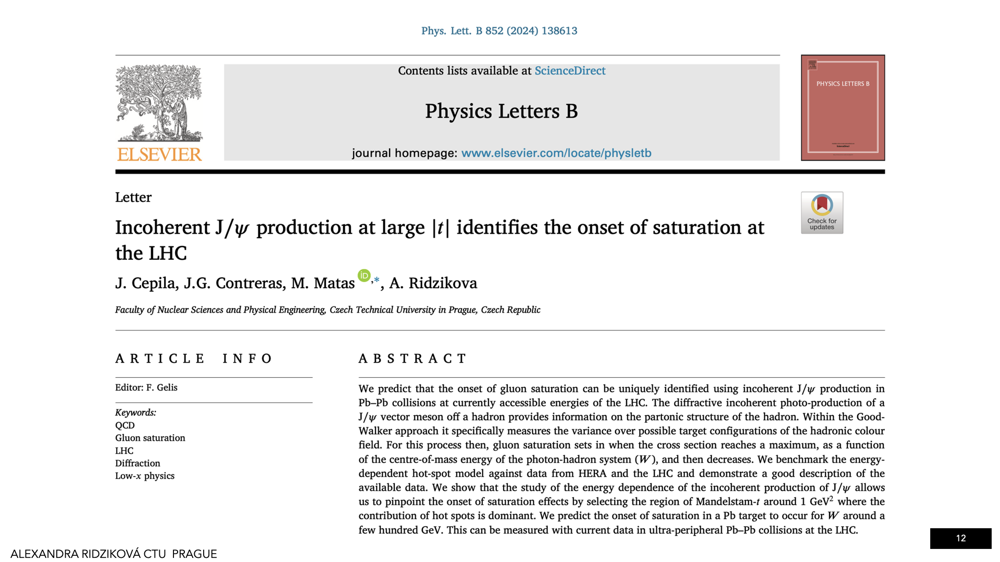 Phys. Lett. B 852 (2024) 138613
Contents lists available at ScienceDirect
Physics Letters B
journal homepage: www.elsevier.com/locate/physletb
NON SOLUS
ELSEVIER
PHYSICS LETTERS B
ScienceDirect
Letter
Incoherent J/ψ production at large |t| identifies the onset of saturation at
the LHC
Check for
updates
J. Cepila, J.G. Contreras, M. Matas iD,*, A. Ridzikova
Faculty of Nuclear Sciences and Physical Engineering, Czech Technical University in Prague, Czech Republic
ARTICLE INFO
Editor: F. Gelis
Keywords:
QCD
Gluon saturation
LHC
Diffraction
Low-x physics
ABSTRACT
We predict that the onset of gluon saturation can be uniquely identified using incoherent J/ψ production in
Pb–Pb collisions at currently accessible energies of the LHC. The diffractive incoherent photo-production of a
J/ψ vector meson off a hadron provides information on the partonic structure of the hadron. Within the Good-
Walker approach it specifically measures the variance over possible target configurations of the hadronic colour
field. For this process then, gluon saturation sets in when the cross section reaches a maximum, as a function
of the centre-of-mass energy of the photon-hadron system (W), and then decreases. We benchmark the energy-
dependent hot-spot model against data from HERA and the LHC and demonstrate a good description of the
available data. We show that the study of the energy dependence of the incoherent production of J/ψ allows
us to pinpoint the onset of saturation effects by selecting the region of Mandelstam-t around 1 GeV² where the
contribution of hot spots is dominant. We predict the onset of saturation in a Pb target to occur for W around a
few hundred GeV. This can be measured with current data in ultra-peripheral Pb–Pb collisions at the LHC.
12
ALEXANDRA RIDZIKOVÁ CTU PRAGUE